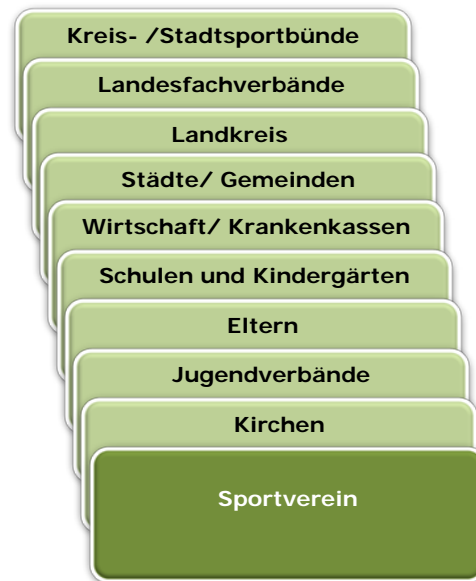 Kreis- /Stadtsportbünde
Landesfachverbände
Landkreis
Städte/ Gemeinden
Wirtschaft/ Krankenkassen
Schulen und Kindergärten
Eltern
Jugendverbände
Kirchen
Sportverein